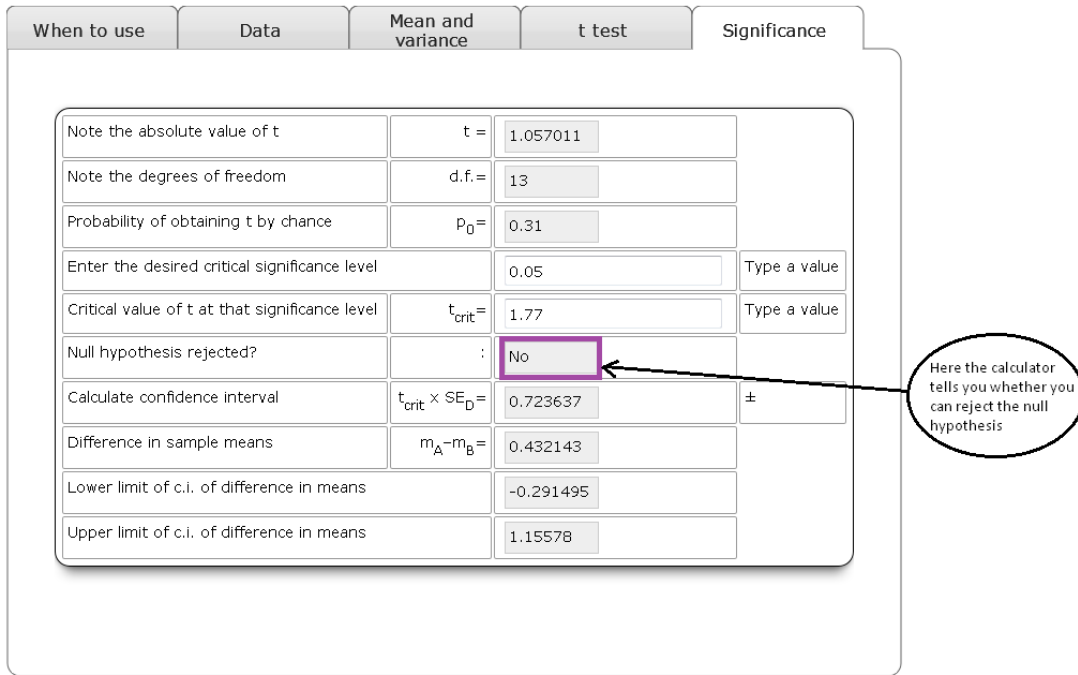 When to use
Data
Mean and
variance
t test
Significance
Note the absolute value of t t = 1.057011
Note the degrees of freedom d.f.= 13
Probability of obtaining t by chance p0= 0.31
Enter the desired critical significance level 0.05 Type a value
Critical value of t at that significance level tcrit= 1.77 Type a value
Null hypothesis rejected? : No
Calculate confidence interval tcrit × SED= 0.723637 ±
Difference in sample means mA-mB= 0.432143
Lower limit of c.i. of difference in means -0.291495
Upper limit of c.i. of difference in means 1.15578
Here the calculator
tells you whether you
can reject the null
hypothesis